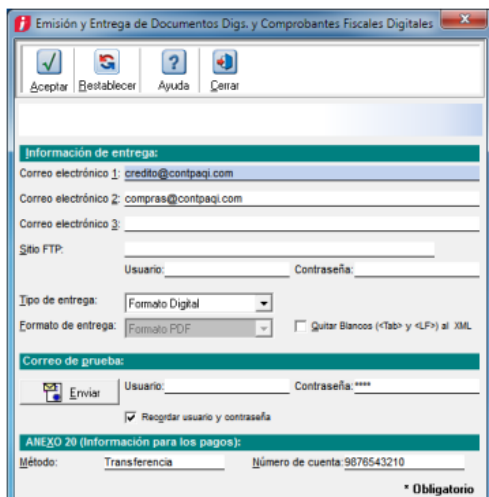 Emisión y Entrega de Documentos Digs. y Comprobantes Fiscales Digitales
Aceptar Restablecer Ayuda Cerrar
Información de entrega:
Correo electrónico 1: credito@contpaqi.com
Correo electrónico 2: compras@contpaqi.com
Correo electrónico 3:
Sitio FTP:
Usuario: Contraseña:
Tipo de entrega: Formato Digital
Formato de entrega: Formato PDF Quitar Blancos (<Tab> y <LF>) al XML
Correo de prueba:
Enviar Usuario: Contraseña: ****
Recordar usuario y contraseña
ANEXO 20 (Información para los pagos):
Método: Transferencia Número de cuenta: 9876543210
* Obligatorio